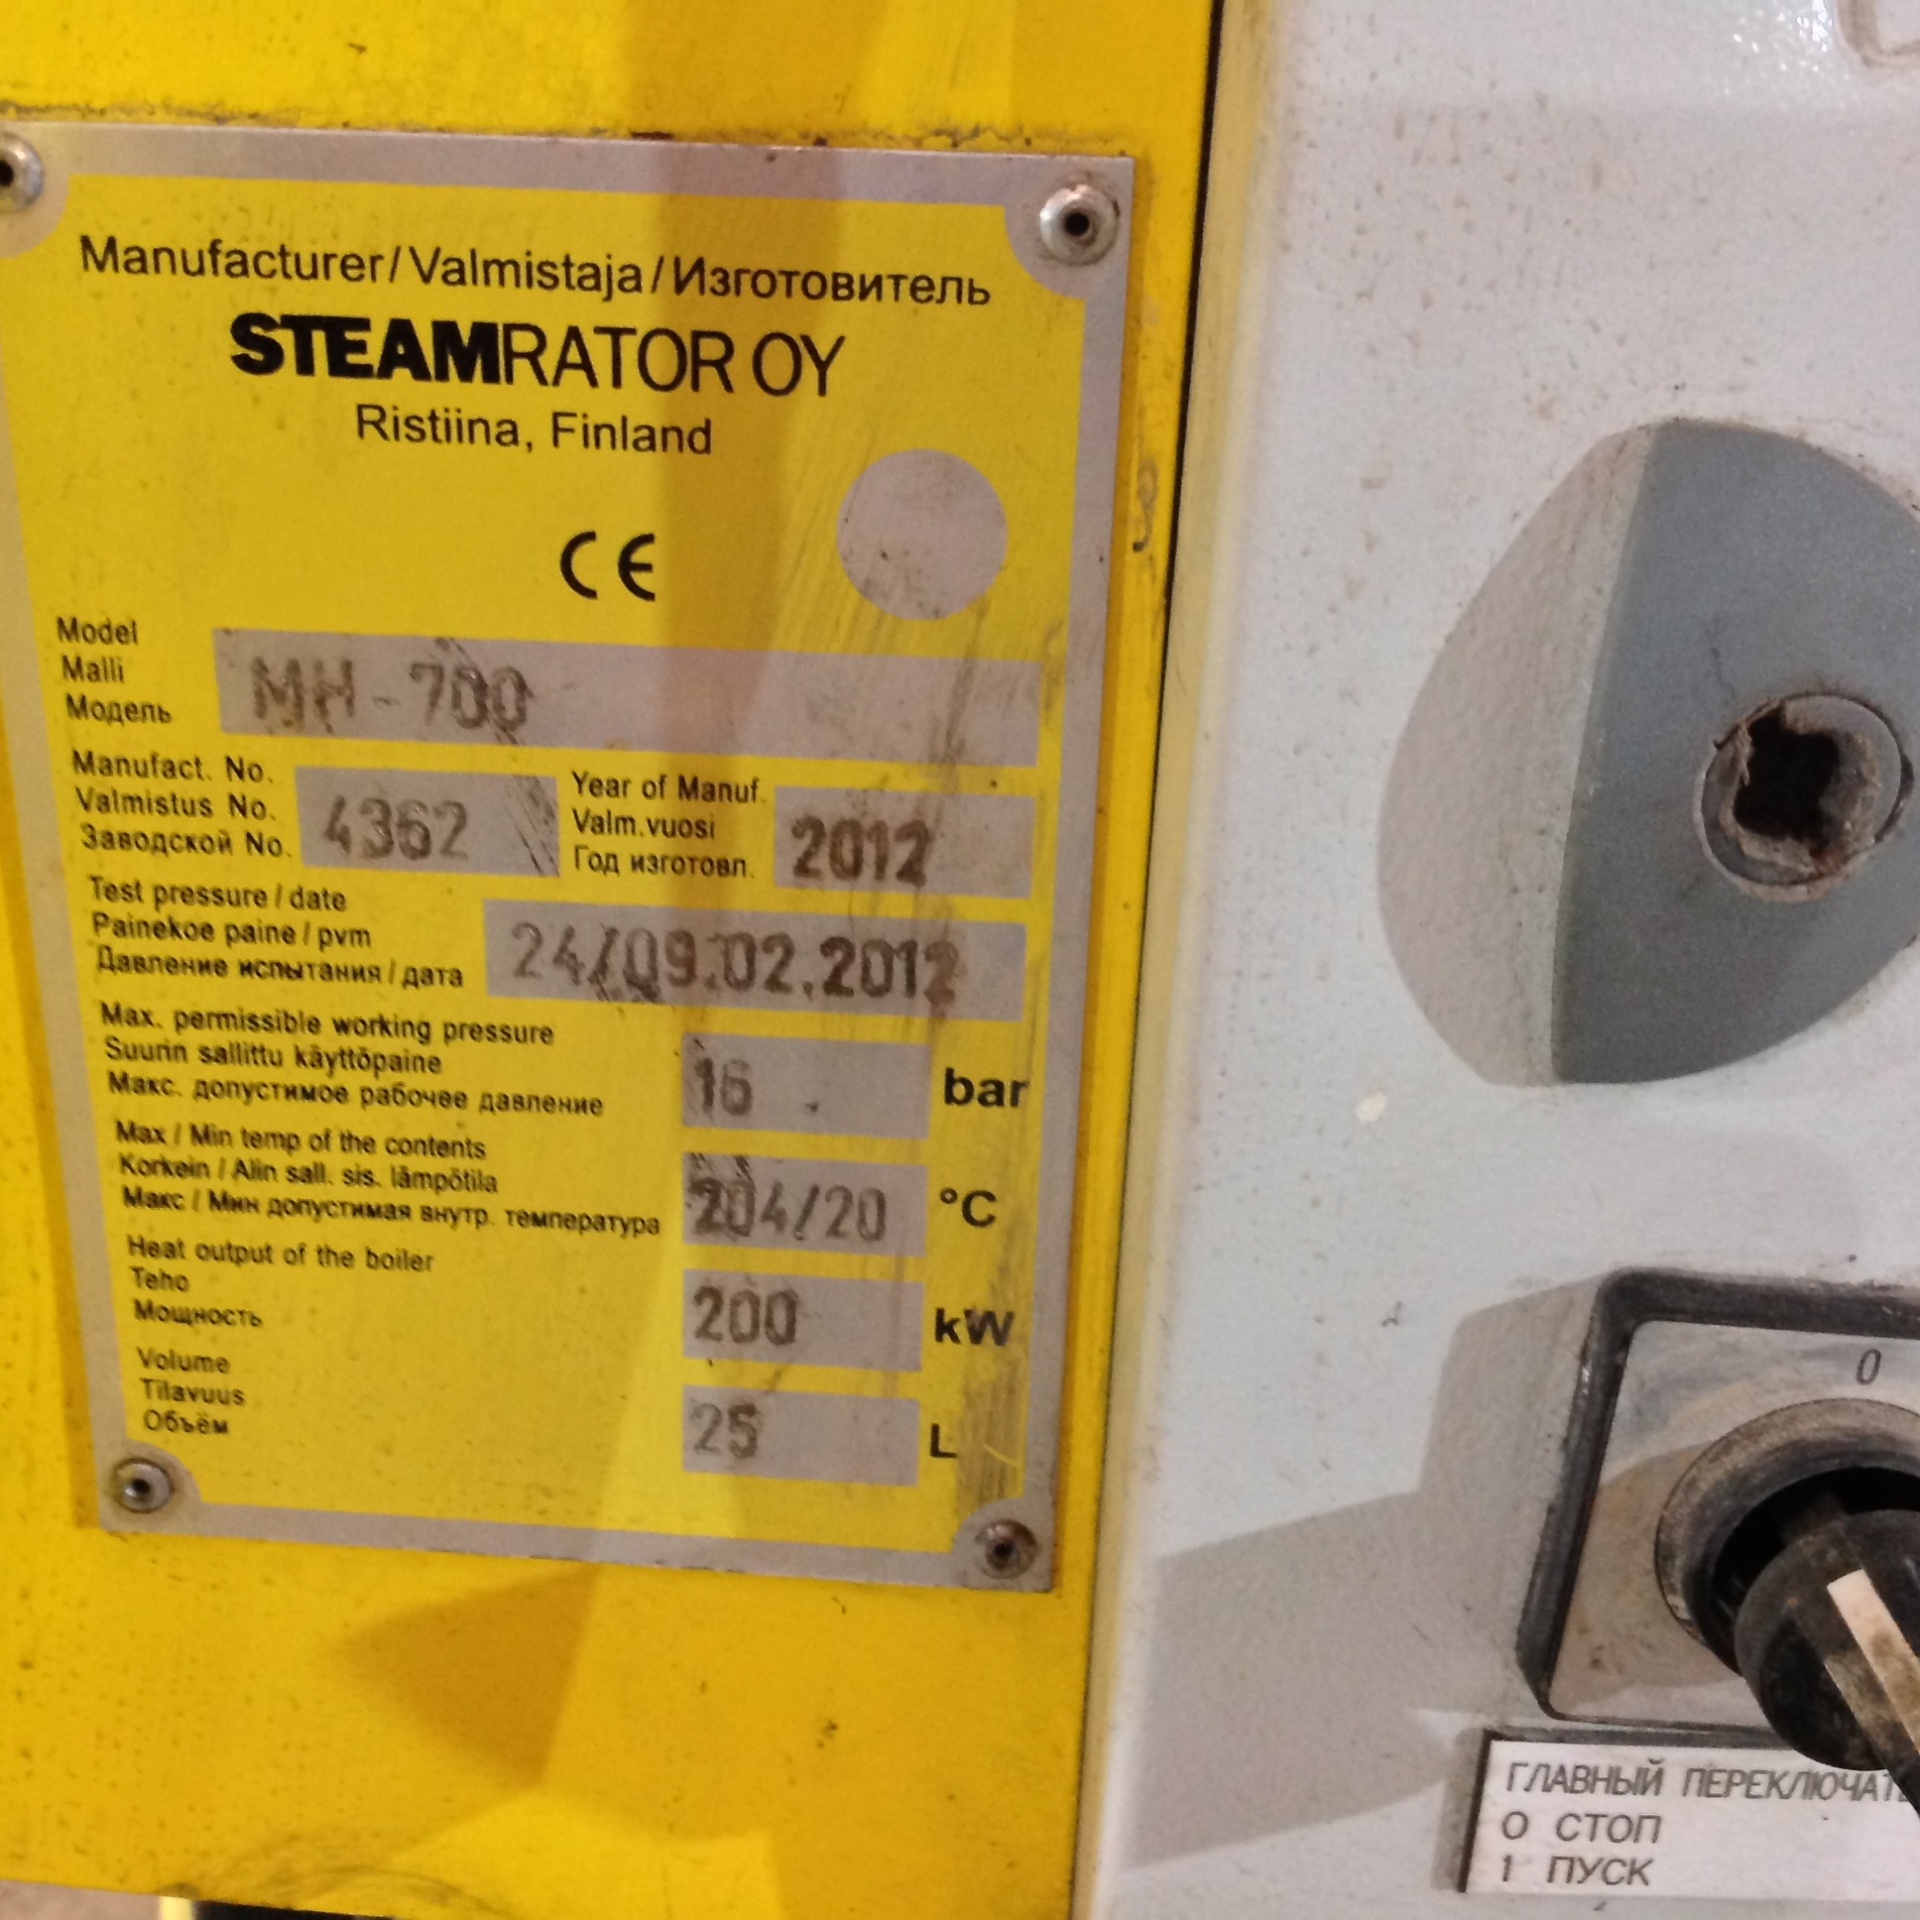 Manufacturer/Valmistaja/Изготовитель
STEAMRATOR OY
Ristiina, Finland
CE
Model
Malli
Модель
MH-700
Manufact. No.
Valmistus No.
Заводской No.
4362
Year of Manuf.
Valm.vuosi
Год изготовл.
2012
Test pressure / date
Painekoe paine / pvm
Давление испытания / дата
24/09.02.2012
Max. permissible working pressure
Suurin sallittu käyttöpaine
Макс. допустимое рабочее давление
16 bar
Max / Min temp of the contents
Korkein / Alin sall. sis. lämpötila
Макс / Мин допустимая внутр. температура
204/20 °C
Heat output of the boiler
Teho
Мощность
200 kW
Volume
Tilavuus
Объём
25 L
0
ГЛАВНЫЙ
0 СТОП
1 ПУСК